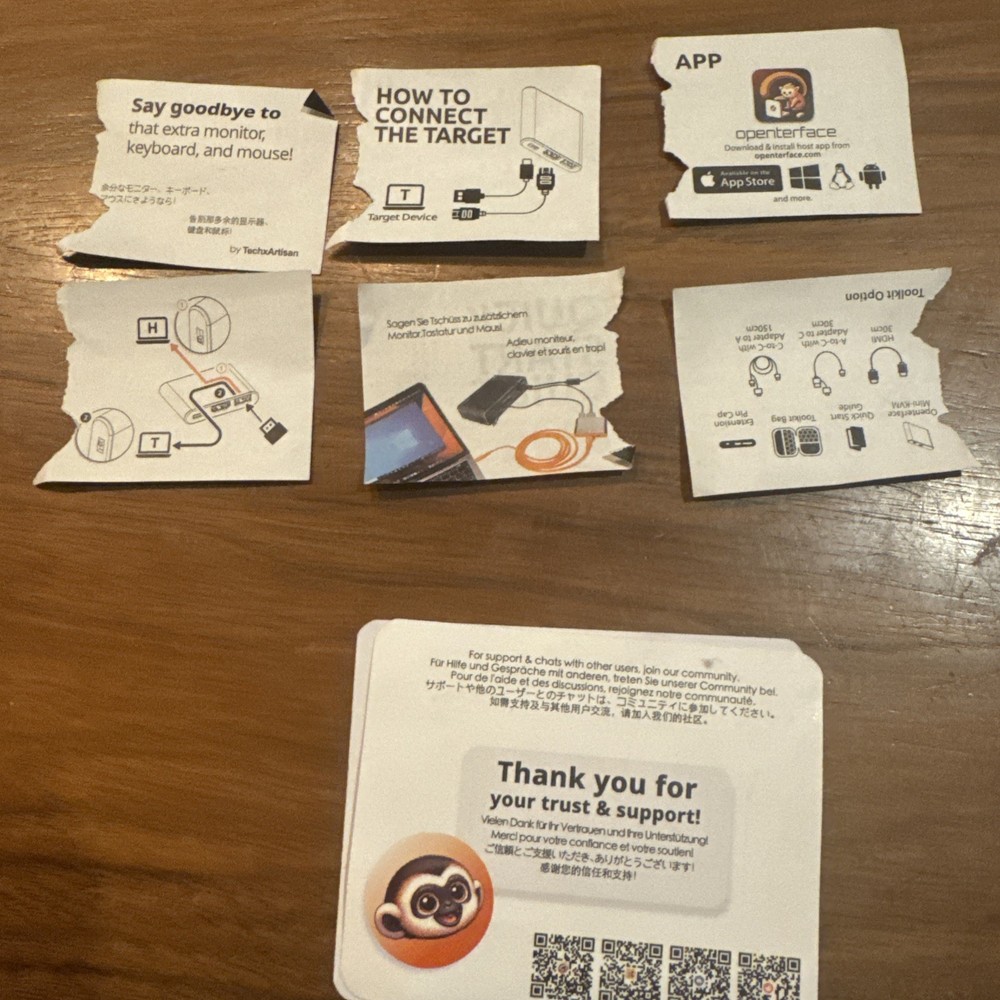 Say goodbye to
that extra monitor,
keyboard, and mouse!
余分なモニター、キーボード、
マウスにさようなら!
告别那多余的显示器、
键盘和鼠标!
by TechxArtisan
HOW TO
CONNECT
THE TARGET
T
Target Device
APP
openterface
Download & install host app from
openterface.com
Available on the
App Store
and more.
1
H
1
2
2
T
Sagen Sie Tschüss zu zusätzlichem
Monitor, Tastatur und Maus!
Adieu moniteur,
clavier et souris en trop!
Openterface
Mini-KVM
Quick Start
Guide
Toolkit Bag
Extension
Pin Cap
HDMI
30cm
A-to-C with
Adapter to C
30cm
C-to-C with
Adapter to A
150cm
Toolkit Option
For support & chats with other users, join our community.
Für Hilfe und Gespräche mit anderen, treten Sie unserer Community bei.
Pour de l'aide et des discussions, rejoignez notre communauté.
サポートや他のユーザーとのチャットは、コミュニティに参加してください。
如需支持及与其他用户交流，请加入我们的社区。
Thank you for
your trust & support!
Vielen Dank für Ihr Vertrauen und Ihre Unterstützung!
Merci pour votre confiance et votre soutien!
ご信頼とご支援いただき、ありがとうございます!
感谢您的信任和支持!